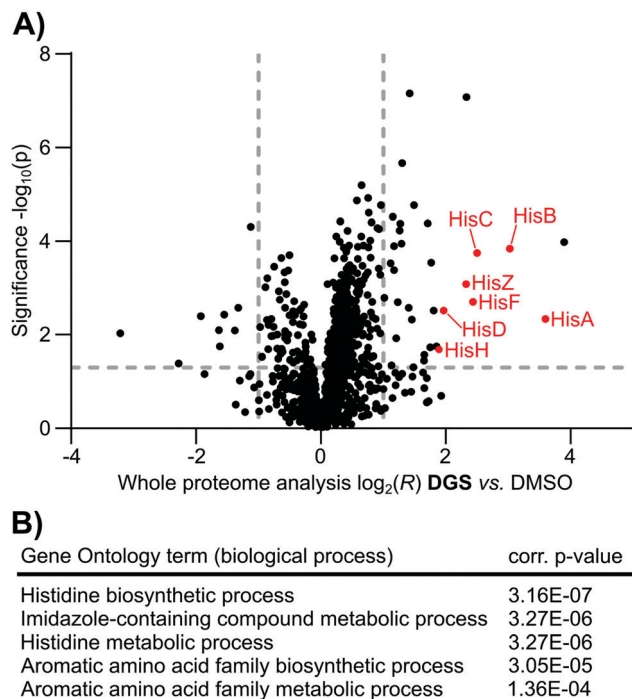 A)
8
6
4
2
0
Significance -log10(p)
HisC
HisB
HisZ
HisF
HisD
HisA
HisH
-4
-2
0
2
4
Whole proteome analysis log2(R) DGS vs. DMSO
B)
Gene Ontology term (biological process) corr. p-value
Histidine biosynthetic process 3.16E-07
Imidazole-containing compound metabolic process 3.27E-06
Histidine metabolic process 3.27E-06
Aromatic amino acid family biosynthetic process 3.05E-05
Aromatic amino acid family metabolic process 1.36E-04